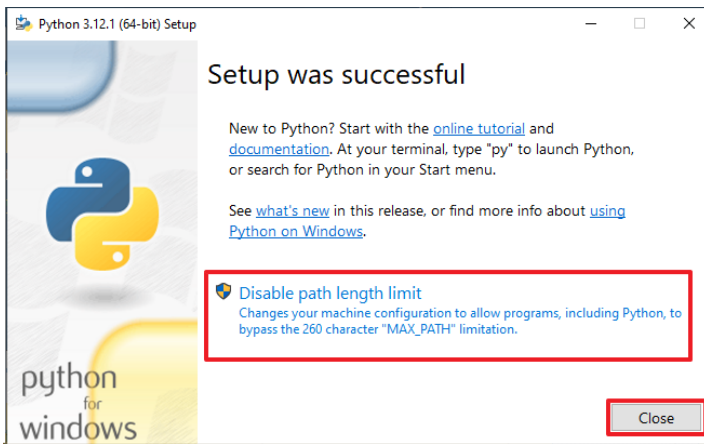 Python 3.12.1 (64-bit) Setup
Setup was successful
New to Python? Start with the online tutorial and
documentation. At your terminal, type "py" to launch Python,
or search for Python in your Start menu.
See what's new in this release, or find more info about using
Python on Windows.
Disable path length limit
Changes your machine configuration to allow programs, including Python, to
bypass the 260 character "MAX_PATH" limitation.
python
for
windows
Close